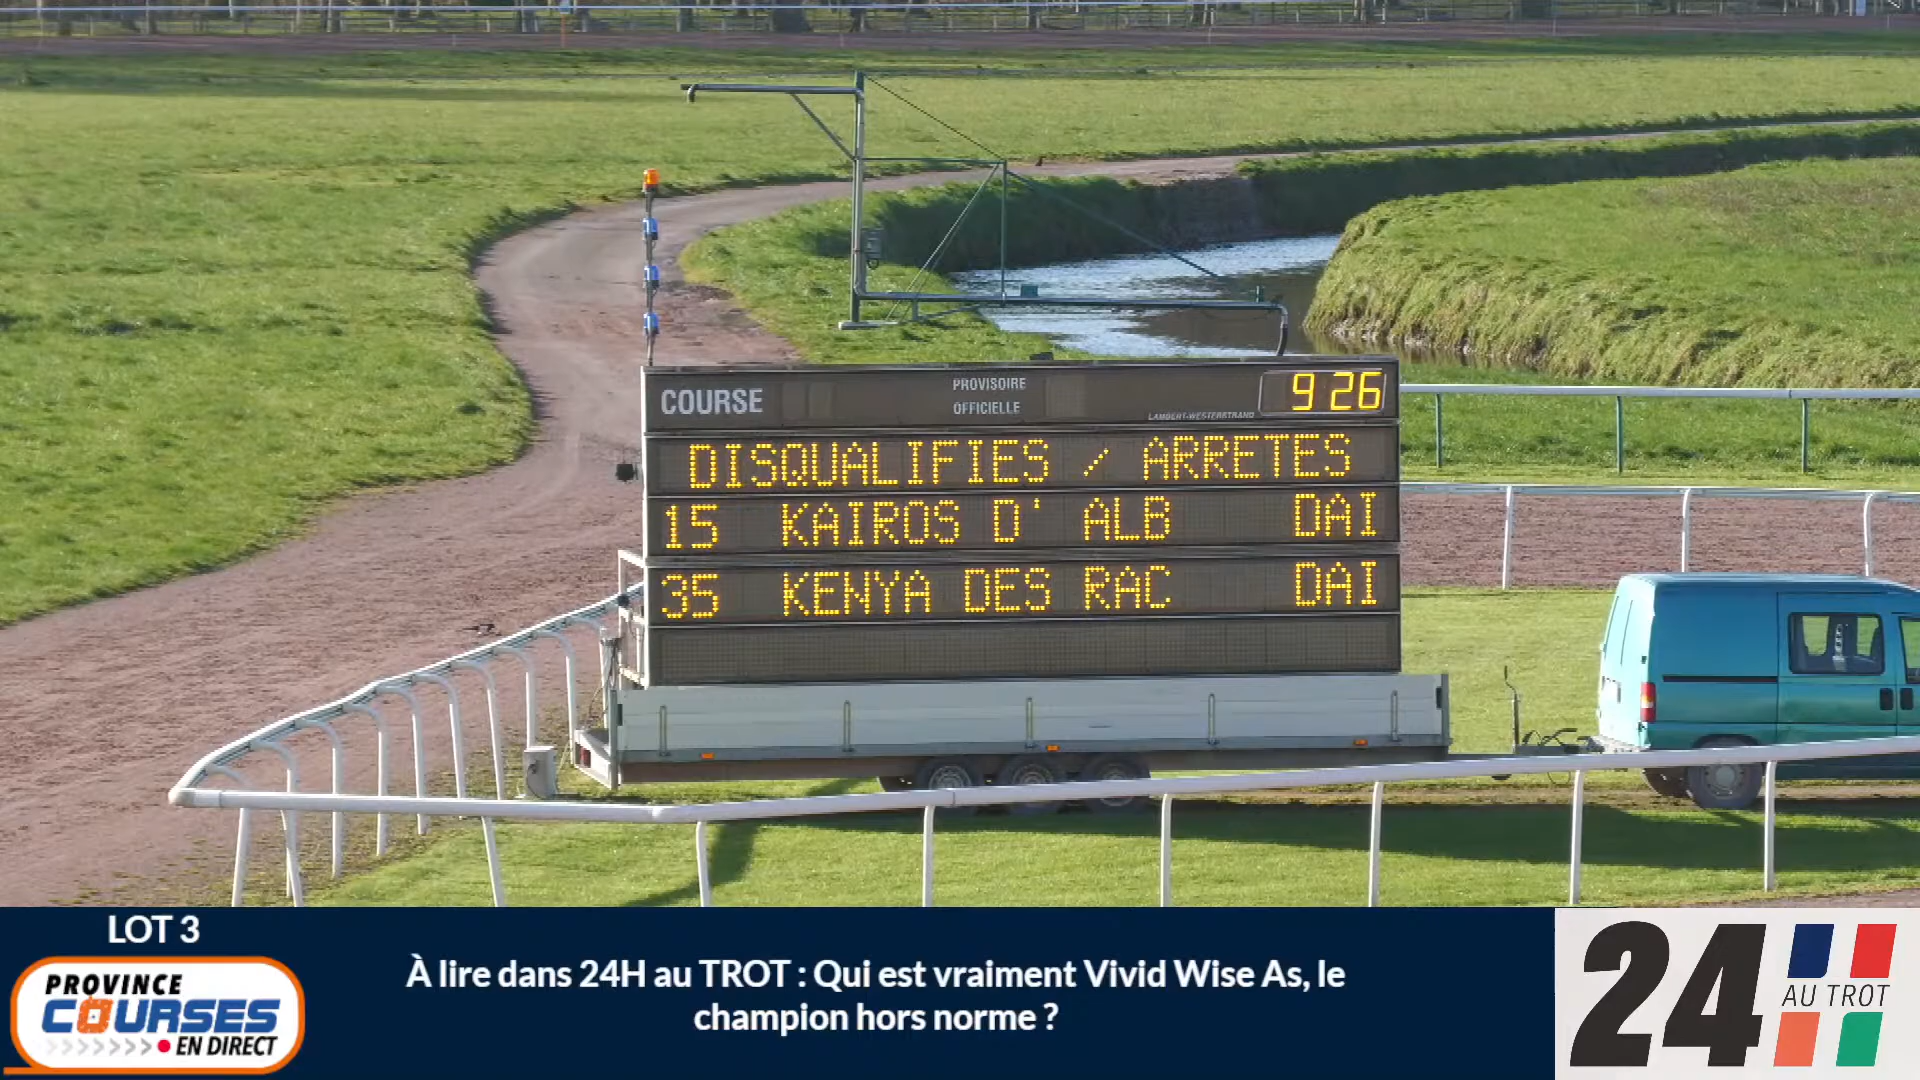 COURSE
PROVISOIRE
OFFICIELLE
LAMBERT-WESTERSTRAND
9 26
DISQUALIFIES / ARRETES
15 KAIROS D' ALB DAI
35 KENYA DES RAC DAI
LOT 3
PROVINCE
COURSES
EN DIRECT
À lire dans 24H au TROT : Qui est vraiment Vivid Wise As, le
champion hors norme ?
24
AU TROT